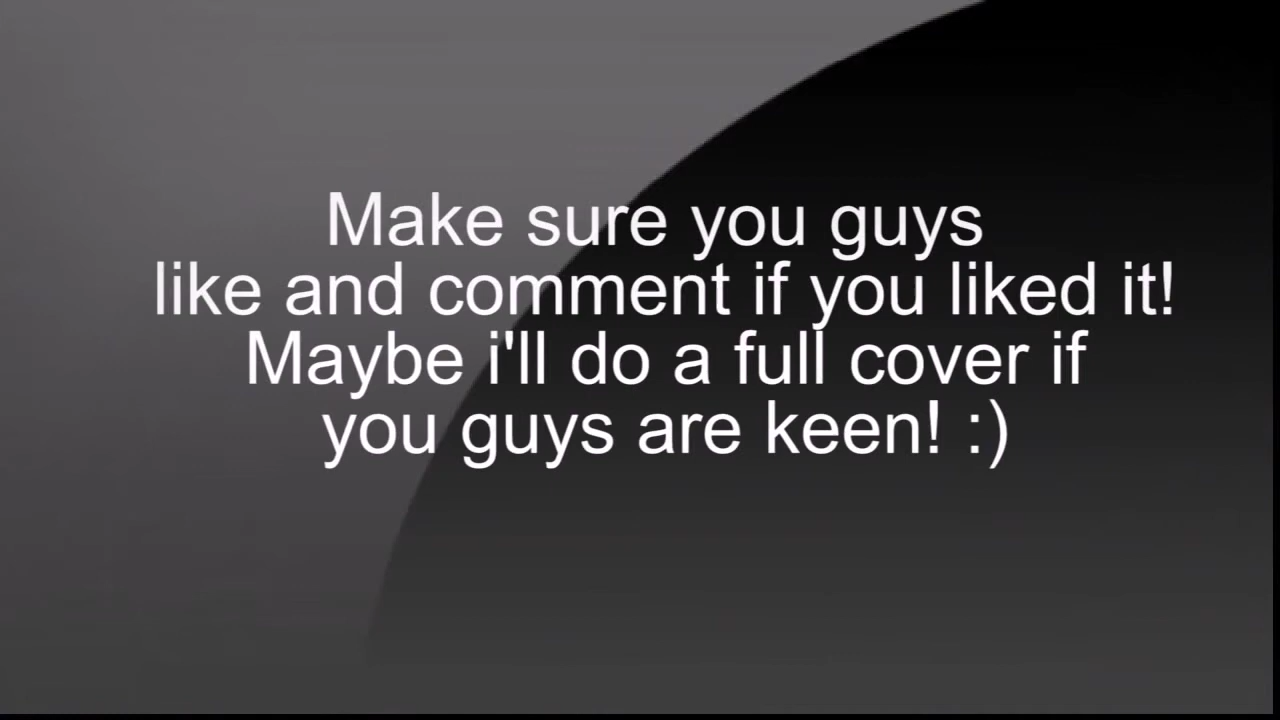 Make sure you guys
like and comment if you liked it!
Maybe i'll do a full cover if
you guys are keen! :)